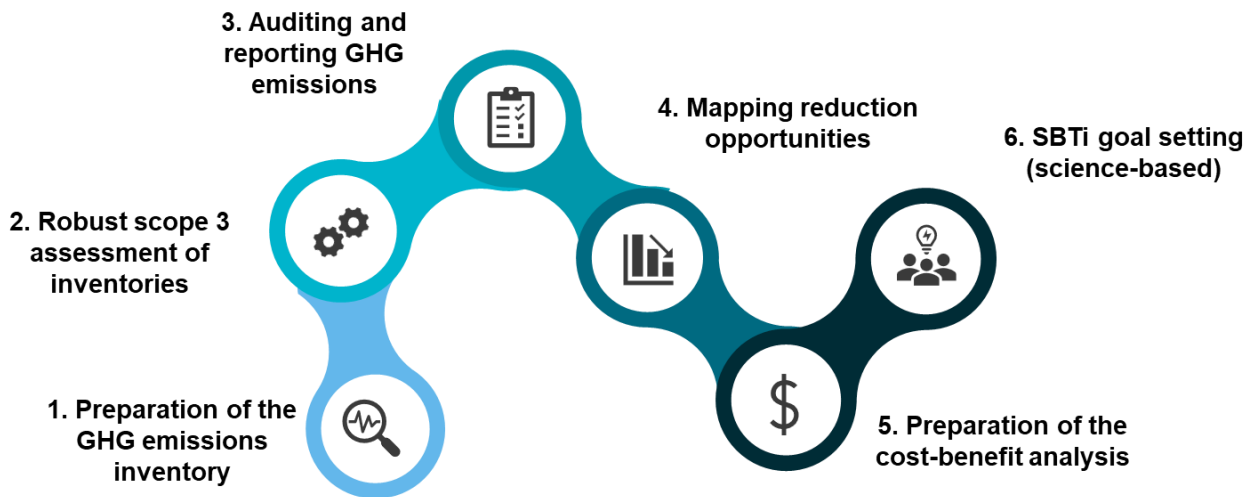 1. Preparation of the
GHG emissions
inventory
2. Robust scope 3
assessment of
inventories
3. Auditing and
reporting GHG
emissions
4. Mapping reduction
opportunities
$
5. Preparation of the
cost-benefit analysis
6. SBTi goal setting
(science-based)